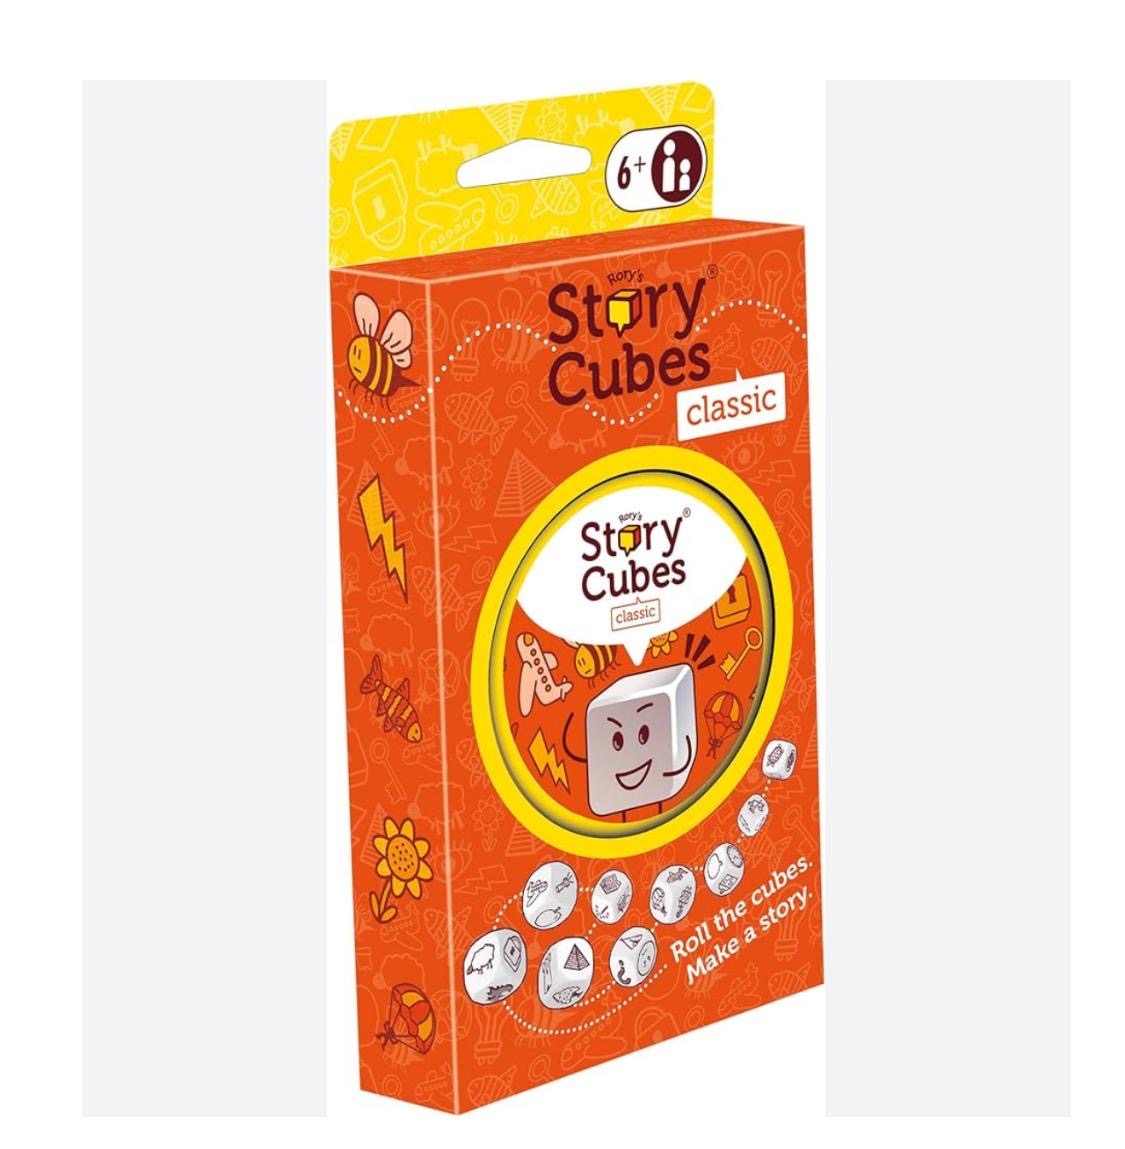 6+
Rory's
Story®
Cubes
classic
Rory's
Story®
Cubes
classic
Roll the cubes.
Make a story.